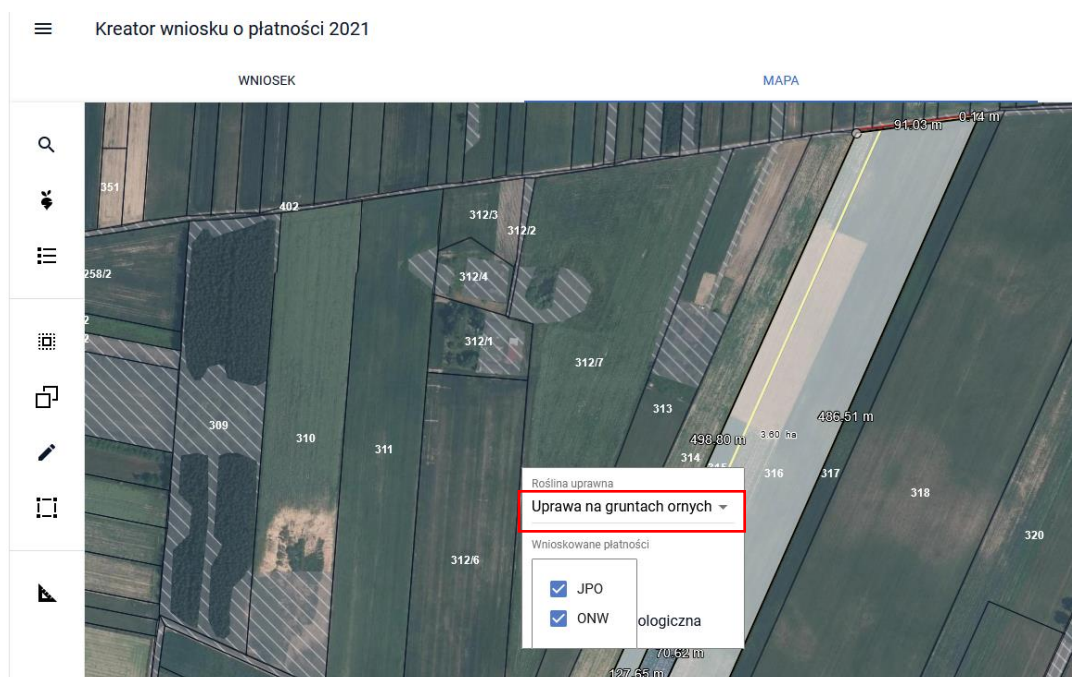 Kreator wniosku o płatności 2021
WNIOSEK
MAPA
91.03 m
0.14 m
351
402
312/3
312/2
258/2
312/4
312/1
312/7
309
310
311
313
498.80 m
486.51 m
3.60 ha
314
316
317
318
320
312/6
Roślina uprawna
Uprawa na gruntach ornych
Wnioskowane płatności
JPO
ONW
ologiczna
70.62 m
127.65 m